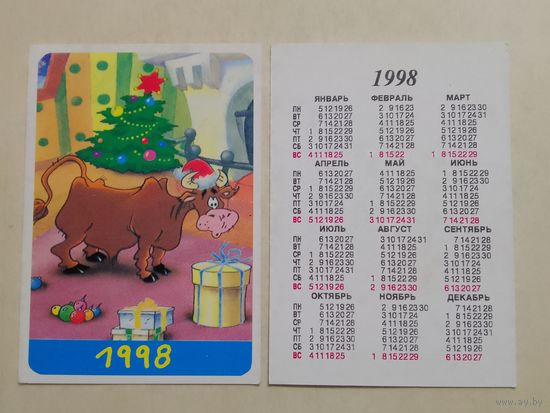 1998
1998
ЯНВАРЬ ФЕВРАЛЬ МАРТ
ПН 5 12 19 26 2 9 16 23 2 9 16 23 30
ВТ 6 13 20 27 3 10 17 24 3 10 17 24 31
СР 7 14 21 28 4 11 18 25 4 11 18 25
ЧТ 1 8 15 22 29 5 12 19 26 5 12 19 26
ПТ 2 9 16 23 30 6 13 20 27 6 13 20 27
СБ 3 10 17 24 31 7 14 21 28 7 14 21 28
ВС 4 11 18 25 1 8 15 22 1 8 15 22 29
АПРЕЛЬ МАЙ ИЮНЬ
ПН 6 13 20 27 4 11 18 25 1 8 15 22 29
ВТ 7 14 21 28 5 12 19 26 2 9 16 23 30
СР 1 8 15 22 29 6 13 20 27 3 10 17 24
ЧТ 2 9 16 23 30 7 14 21 28 4 11 18 25
ПТ 3 10 17 24 1 8 15 22 29 5 12 19 26
СБ 4 11 18 25 2 9 16 23 30 6 13 20 27
ВС 5 12 19 26 3 10 17 24 31 7 14 21 28
ИЮЛЬ АВГУСТ СЕНТЯБРЬ
ПН 6 13 20 27 3 10 17 24 31 7 14 21 28
ВТ 7 14 21 28 4 11 18 25 1 8 15 22 29
СР 1 8 15 22 29 5 12 19 26 2 9 16 23 30
ЧТ 2 9 16 23 30 6 13 20 27 3 10 17 24
ПТ 3 10 17 24 31 7 14 21 28 4 11 18 25
СБ 4 11 18 25 1 8 15 22 29 5 12 19 26
ВС 5 12 19 26 2 9 16 23 30 6 13 20 27
ОКТЯБРЬ НОЯБРЬ ДЕКАБРЬ
ПН 5 12 19 26 2 9 16 23 30 7 14 21 28
ВТ 6 13 20 27 3 10 17 24 1 8 15 22 29
СР 7 14 21 28 4 11 18 25 2 9 16 23 30
ЧТ 1 8 15 22 29 5 12 19 26 3 10 17 24 31
ПТ 2 9 16 23 30 6 13 20 27 4 11 18 25
СБ 3 10 17 24 31 7 14 21 28 5 12 19 26
ВС 4 11 18 25 1 8 15 22 29 6 13 20 27
www.ay.by